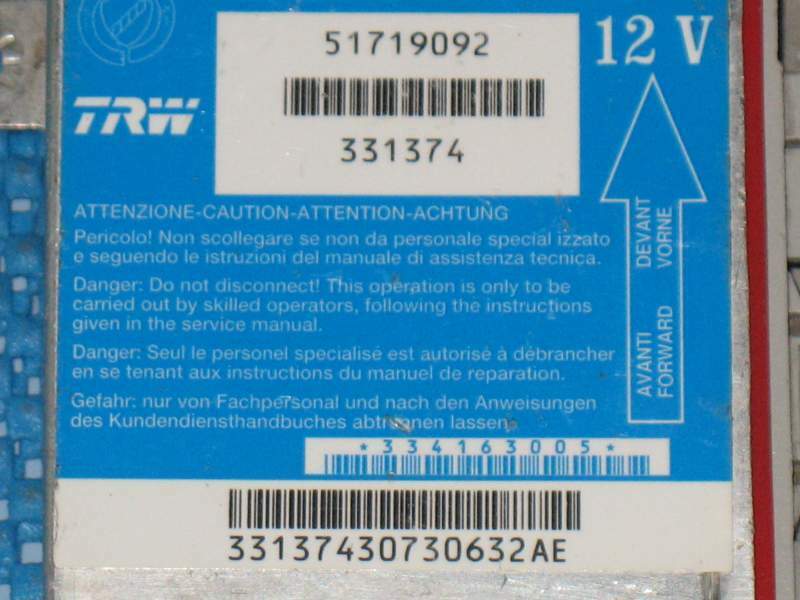 51719092
12 V
TRW
331374
ATTENZIONE-CAUTION-ATTENTION-ACHTUNG
Pericolo! Non scollegare se non da personale special izzato
e seguendo le istruzioni del manuale di assistenza tecnica.
Danger: Do not disconnect! This operation is only to be
carried out by skilled operators, following the instructions
given in the service manual.
Danger: Seul le personel specialisé est autorisé à débrancher
en se tenant aux instructions du manuel de reparation.
Gefahr: nur von Fachpersonal und nach den Anweisungen
des Kundendiensthandbuches abtrennen lassen.
AVANTI DEVANT
FORWARD VORNE
*334163005*
33137430730632AE